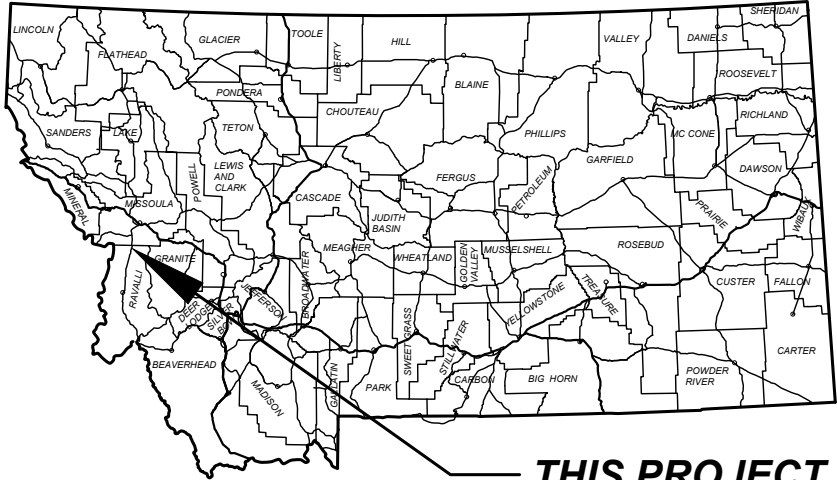 SHERIDAN
LINCOLN
GLACIER
TOOLE
HILL
VALLEY
DANIELS
FLATHEAD
LIBERTY
BLAINE
ROOSEVELT
PONDERA
CHOUTEAU
PHILLIPS
RICHLAND
SANDERS
LAKE
TETON
MC CONE
LEWIS
AND
CLARK
POWELL
FERGUS
PETROLEUM
GARFIELD
DAWSON
MINERAL
MISSOULA
CASCADE
JUDITH
BASIN
PRAIRIE
WIBAUX
MEAGHER
WHEATLAND
GOLDEN
VALLEY
MUSSELSHELL
ROSEBUD
GRANITE
RAVALLI
BROADWATER
JEFFERSON
YELLOWSTONE
TREASURE
CUSTER
FALLON
DEER
LODGE
SILVER
BOW
SWEET GRASS
STILLWATER
BEAVERHEAD
MADISON
GALLATIN
PARK
CARBON
BIG HORN
POWDER
RIVER
CARTER
THIS PROJECT